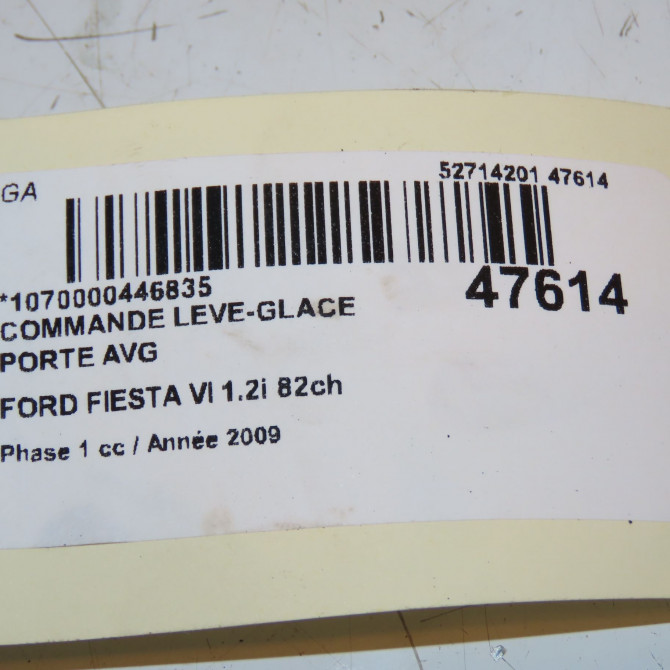 GA
52714201 47614
*1070000446835
47614
COMMANDE LEVE-GLACE
PORTE AVG
FORD FIESTA VI 1.2i 82ch
Phase 1 cc / Année 2009